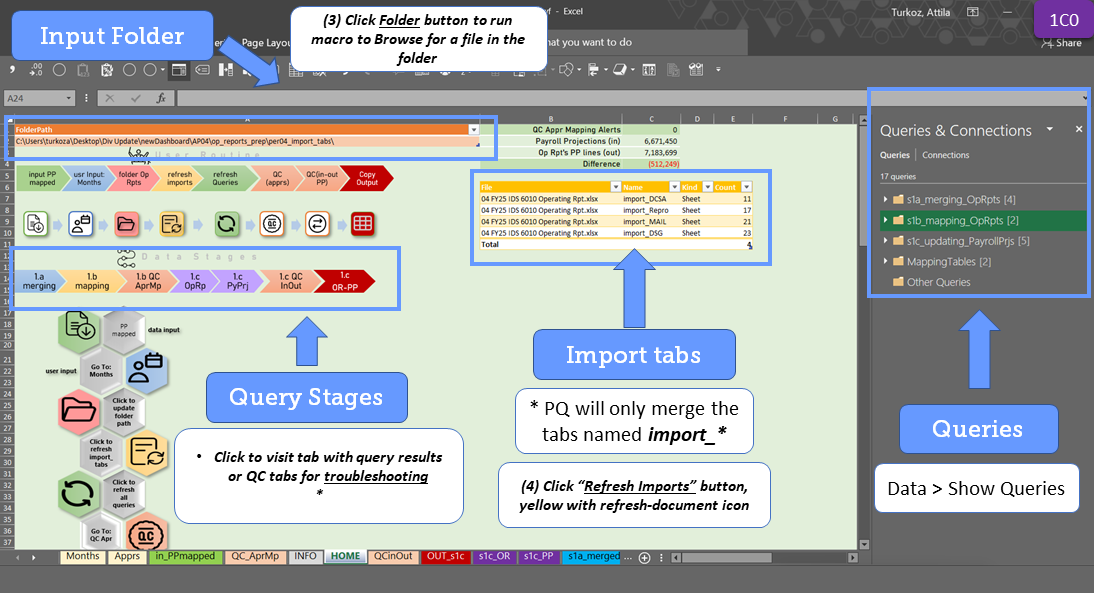 Input Folder
(3) Click Folder button to run
macro to Browse for a file in the
folder
- Excel
Turkoz, Attila
1C0
Page Layou
hat you want to do
Share
A24
fx
A
B
C
D
E
F
G
FolderPath
C:\Users\turkoza\Desktop\Div Update\newDashboard\AP04\op_reports_prep\per04_import_tabs\
QC Appr Mapping Alerts 0
Payroll Projections (in) 6,671,450
Op Rpt's PP lines (out) 7,183,699
Difference (512,249)
User Routine
input PP
mapped
usr Input:
Months
folder Op
Rpts
refresh
imports
refresh
Queries
QC
(apprs)
QC(in-out
PP)
Copy
Output
File Name Kind Count
04 FY25 IDS 6010 Operating Rpt.xlsx import_DCSA Sheet 11
04 FY25 IDS 6010 Operating Rpt.xlsx import_Repro Sheet 17
04 FY25 IDS 6010 Operating Rpt.xlsx import_MAIL Sheet 21
04 FY25 IDS 6010 Operating Rpt.xlsx import_DSG Sheet 23
Total 4
Data Stages
1.a
merging
1.b
mapping
1.b QC
AprMp
1.c
OpRp
1.c
PyPrj
1.c QC
InOut
1.c
OR-PP
Queries & Connections
Queries | Connections
17 queries
s1a_merging_OpRpts [4]
s1b_mapping_OpRpts [2]
s1c_updating_PayrollPrjs [5]
MappingTables [2]
Other Queries
PP
mapped
data input
user input
Go To:
Months
Click to
update
folder
path
Click to
refresh
import_
tabs
Click to
refresh
all
queries
Go To:
QC Apr
QC
Query Stages
• Click to visit tab with query results
or QC tabs for troubleshooting
*
Import tabs
* PQ will only merge the
tabs named import_*
(4) Click “Refresh Imports” button,
yellow with refresh-document icon
Queries
Data > Show Queries
Months
Apprs
in_PPmapped
QC_AprMp
INFO
HOME
QCinOut
OUT_s1c
s1c_OR
s1c_PP
s1a_merged
...